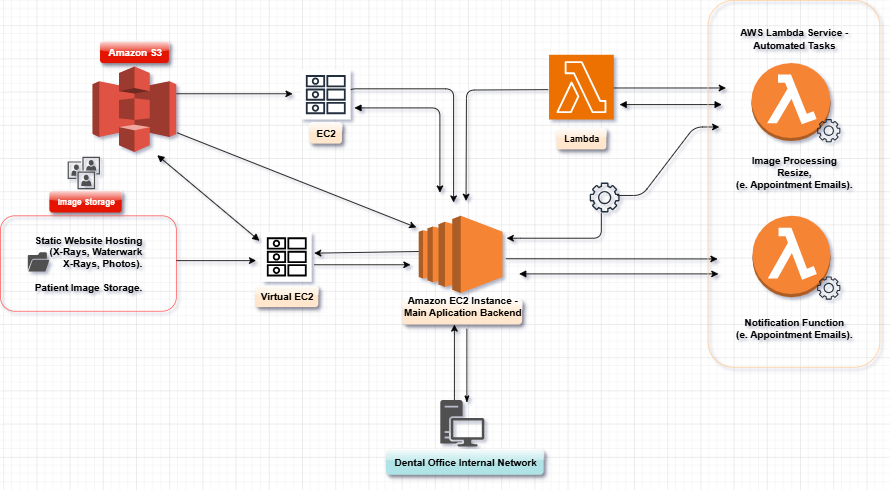 Amazon S3
EC2
Lambda
AWS Lambda Service -
Automated Tasks
Image Processing
Resize,
(e. Appointment Emails).
Image Storage
Static Website Hosting
(X-Rays, Waterwark
X-Rays, Photos).
Patient Image Storage.
Virtual EC2
Amazon EC2 Instance -
Main Aplication Backend
Notification Function
(e. Appointment Emails).
Dental Office Internal Network